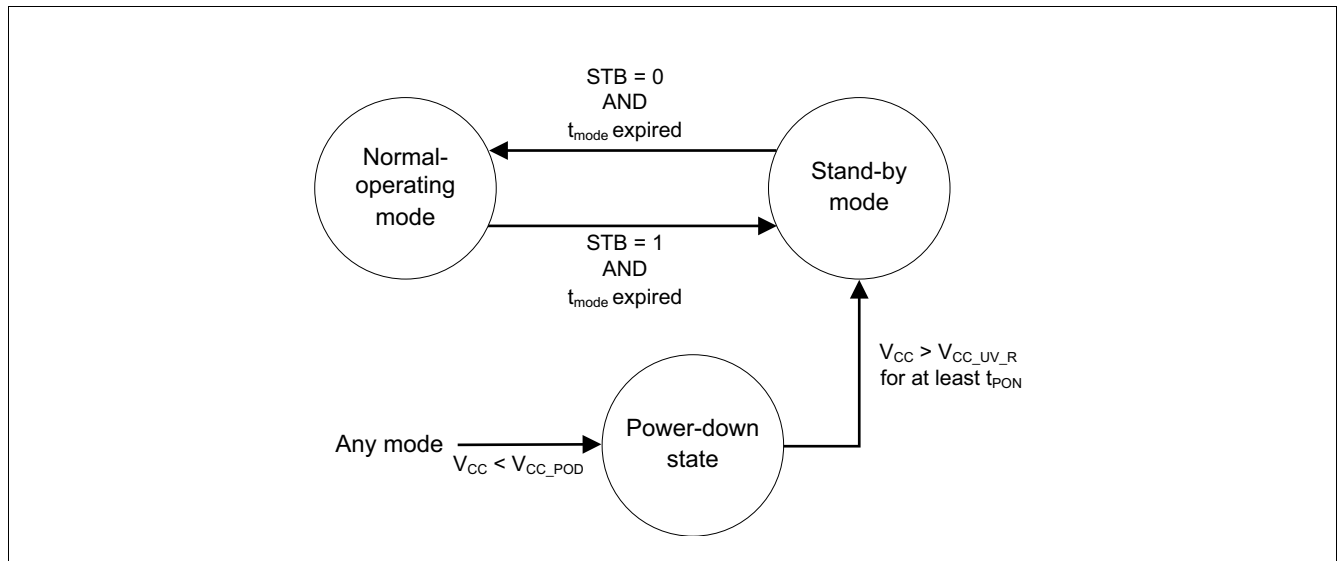 STB = 0
AND
tmode expired
Normal-
operating
mode
Stand-by
mode
STB = 1
AND
tmode expired
VCC > VCC_UV_R
for at least tPON
Any mode
VCC < VCC_POD
Power-down
state